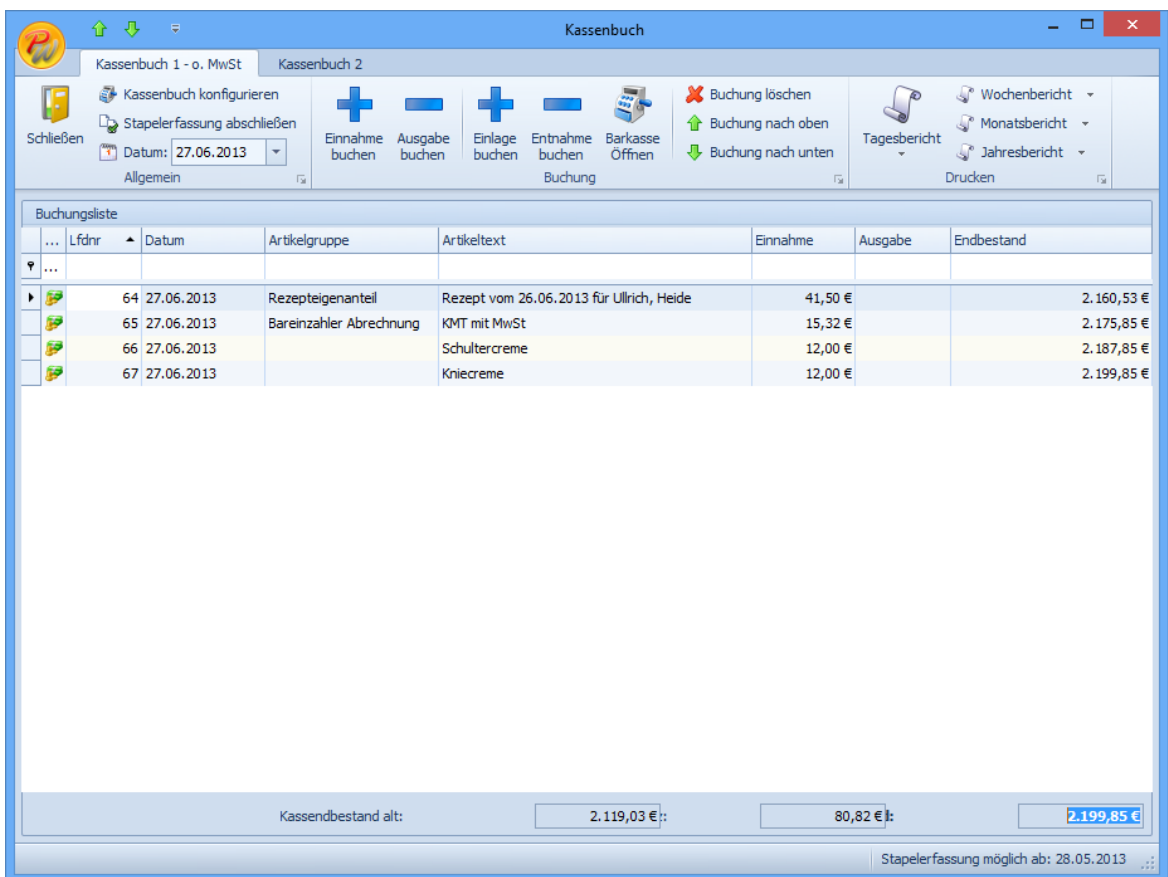 PW
Kassenbuch
Kassenbuch 1 - o. MwSt Kassenbuch 2
Schließen
Kassenbuch konfigurieren
Stapelerfassung abschließen
Datum: 27.06.2013
Allgemein
Einnahme buchen
Ausgabe buchen
Einlage buchen
Entnahme buchen
Barkasse Öffnen
Buchung löschen
Buchung nach oben
Buchung nach unten
Buchung
Tagesbericht
Wochenbericht
Monatsbericht
Jahresbericht
Drucken
Buchungsliste
... Lfdnr Datum Artikelgruppe Artikeltext Einnahme Ausgabe Endbestand
...
64 27.06.2013 Rezepteigenanteil Rezept vom 26.06.2013 für Ullrich, Heide 41,50 € 2.160,53 €
65 27.06.2013 Bareinzahler Abrechnung KMT mit MwSt 15,32 € 2.175,85 €
66 27.06.2013 Schultercreme 12,00 € 2.187,85 €
67 27.06.2013 Kniecreme 12,00 € 2.199,85 €
Kassendbestand alt: 2.119,03 € 80,82 € 2.199,85 €
Stapelerfassung möglich ab: 28.05.2013